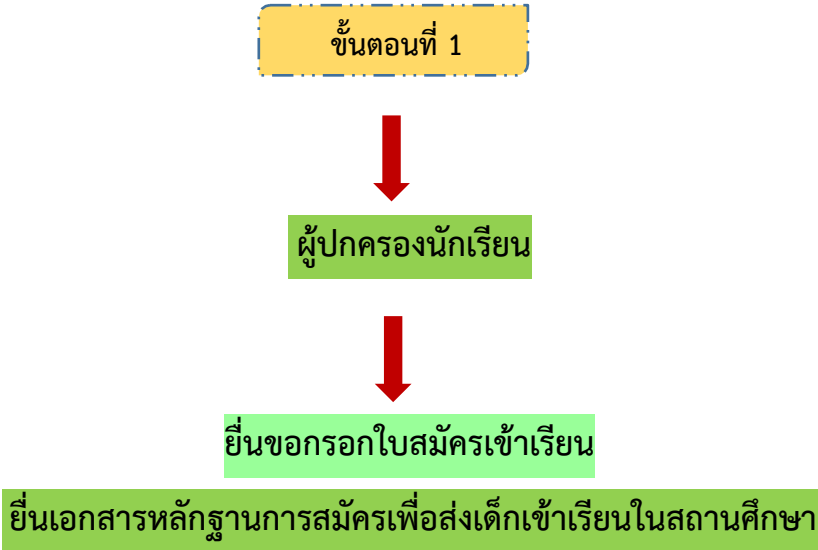 ขั้นตอนที่ 1
ผู้ปกครองนักเรียน
ยื่นขอกรอกใบสมัครเข้าเรียน
ยื่นเอกสารหลักฐานการสมัครเพื่อส่งเด็กเข้าเรียนในสถานศึกษา